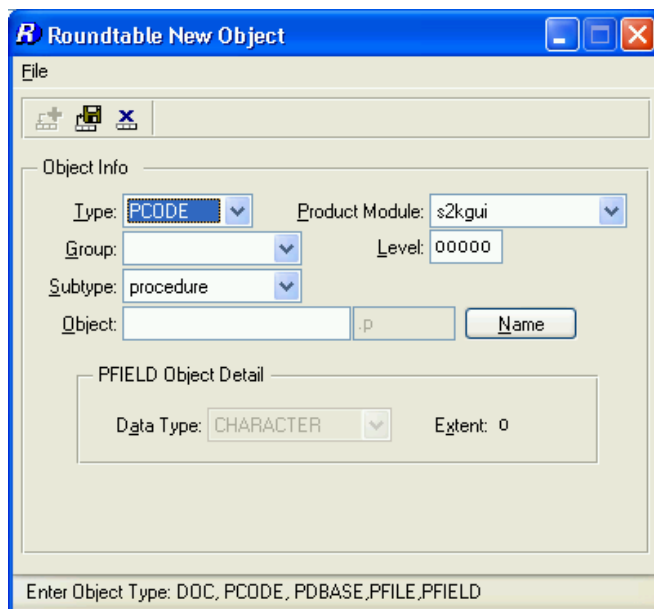 R Roundtable New Object
File
Object Info
Type: PCODE Product Module: s2kgui
Group: Level: 00000
Subtype: procedure
Object: .p Name
PFIELD Object Detail
Data Type: CHARACTER Extent: 0
Enter Object Type: DOC, PCODE, PDBASE,PFILE,PFIELD